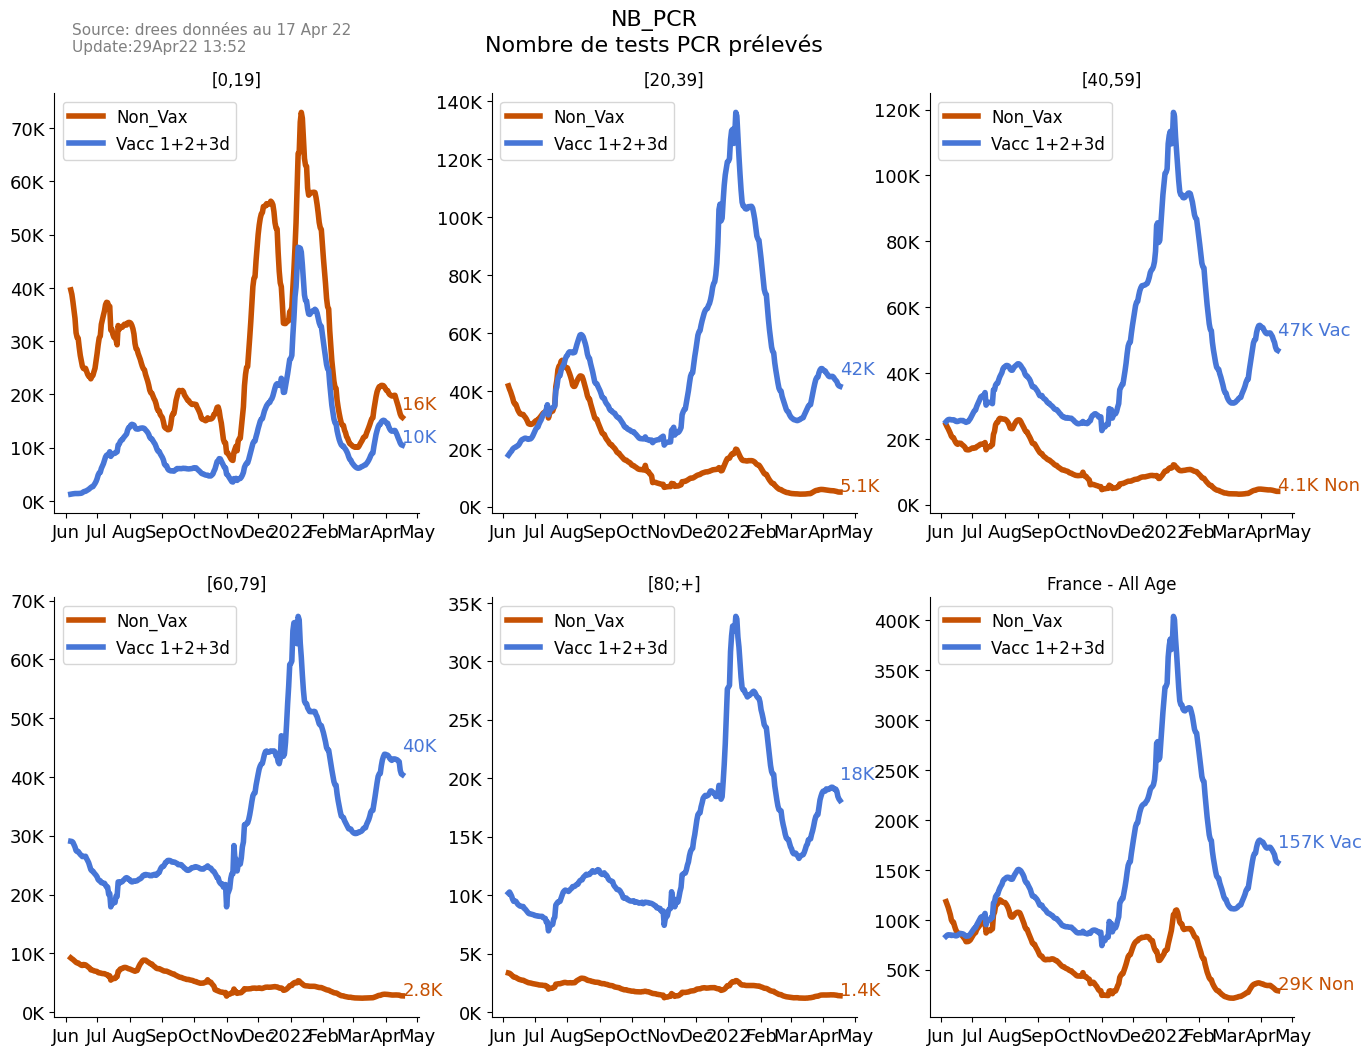 Source: drees données au 17 Apr 22
Update:29Apr22 13:52
NB_PCR
Nombre de tests PCR prélevés
[0,19]
Non_Vax
Vacc 1+2+3d
70K
60K
50K
40K
30K
20K
10K
0K
16K
10K
Jun Jul Aug Sep Oct Nov Dec 2022 Feb Mar Apr May
[20,39]
Non_Vax
Vacc 1+2+3d
140K
120K
100K
80K
60K
40K
20K
0K
42K
5.1K
Jun Jul Aug Sep Oct Nov Dec 2022 Feb Mar Apr May
[40,59]
Non_Vax
Vacc 1+2+3d
120K
100K
80K
60K
40K
20K
0K
47K Vac
4.1K Non
Jun Jul Aug Sep Oct Nov Dec 2022 Feb Mar Apr May
[60,79]
Non_Vax
Vacc 1+2+3d
70K
60K
50K
40K
30K
20K
10K
0K
40K
2.8K
Jun Jul Aug Sep Oct Nov Dec 2022 Feb Mar Apr May
[80;+]
Non_Vax
Vacc 1+2+3d
35K
30K
25K
20K
15K
10K
5K
0K
18K
1.4K
Jun Jul Aug Sep Oct Nov Dec 2022 Feb Mar Apr May
France - All Age
Non_Vax
Vacc 1+2+3d
400K
350K
300K
250K
200K
150K
100K
50K
157K Vac
29K Non
Jun Jul Aug Sep Oct Nov Dec 2022 Feb Mar Apr May